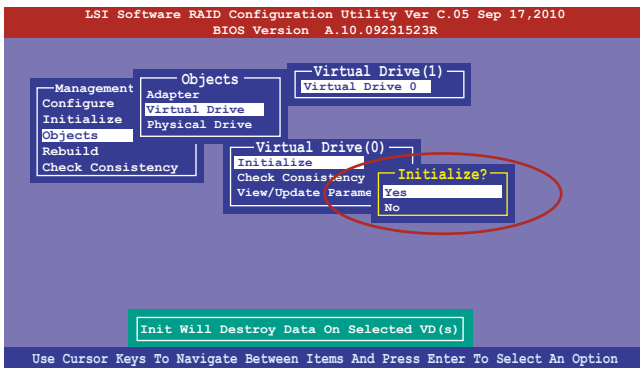 LSI Software RAID Configuration Utility Ver C.05 Sep 17,2010
BIOS Version A.10.09231523R
Management
Configure
Initialize
Objects
Rebuild
Check Consistency
Objects
Adapter
Virtual Drive
Physical Drive
Virtual Drive(1)
Virtual Drive 0
Virtual Drive(0)
Initialize
Check Consistency
View/Update Parame
Initialize?
Yes
No
Init Will Destroy Data On Selected VD(s)
Use Cursor Keys To Navigate Between Items And Press Enter To Select An Option